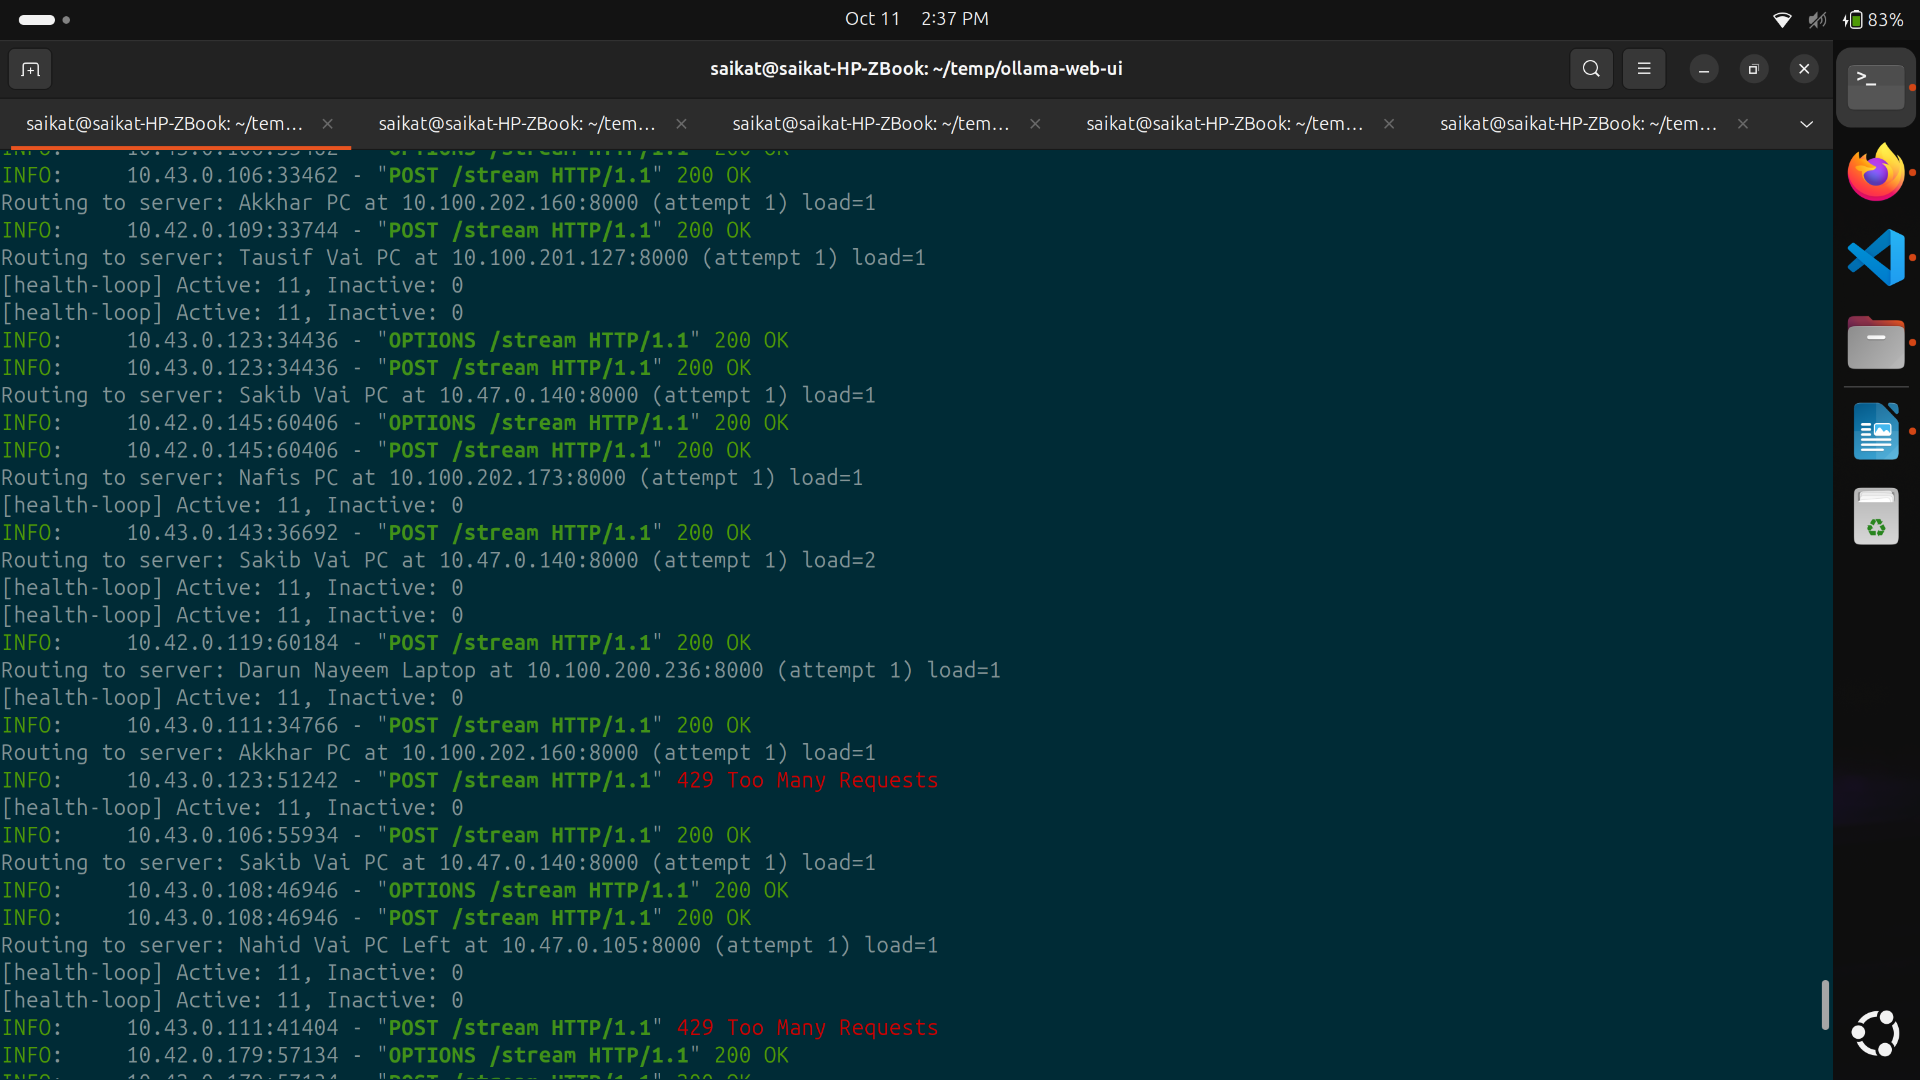 Oct 11 2:37 PM
83%
saikat@saikat-HP-ZBook: ~/temp/ollama-web-ui
saikat@saikat-HP-ZBook: ~/tem... saikat@saikat-HP-ZBook: ~/tem... saikat@saikat-HP-ZBook: ~/tem... saikat@saikat-HP-ZBook: ~/tem... saikat@saikat-HP-ZBook: ~/tem...
INFO: 10.43.0.106:33462 - "OPTIONS /stream HTTP/1.1" 200 OK
INFO: 10.43.0.106:33462 - "POST /stream HTTP/1.1" 200 OK
Routing to server: Akkhar PC at 10.100.202.160:8000 (attempt 1) load=1
INFO: 10.42.0.109:33744 - "POST /stream HTTP/1.1" 200 OK
Routing to server: Tausif Vai PC at 10.100.201.127:8000 (attempt 1) load=1
[health-loop] Active: 11, Inactive: 0
[health-loop] Active: 11, Inactive: 0
INFO: 10.43.0.123:34436 - "OPTIONS /stream HTTP/1.1" 200 OK
INFO: 10.43.0.123:34436 - "POST /stream HTTP/1.1" 200 OK
Routing to server: Sakib Vai PC at 10.47.0.140:8000 (attempt 1) load=1
INFO: 10.42.0.145:60406 - "OPTIONS /stream HTTP/1.1" 200 OK
INFO: 10.42.0.145:60406 - "POST /stream HTTP/1.1" 200 OK
Routing to server: Nafis PC at 10.100.202.173:8000 (attempt 1) load=1
[health-loop] Active: 11, Inactive: 0
INFO: 10.43.0.143:36692 - "POST /stream HTTP/1.1" 200 OK
Routing to server: Sakib Vai PC at 10.47.0.140:8000 (attempt 1) load=2
[health-loop] Active: 11, Inactive: 0
[health-loop] Active: 11, Inactive: 0
INFO: 10.42.0.119:60184 - "POST /stream HTTP/1.1" 200 OK
Routing to server: Darun Nayeem Laptop at 10.100.200.236:8000 (attempt 1) load=1
[health-loop] Active: 11, Inactive: 0
INFO: 10.43.0.111:34766 - "POST /stream HTTP/1.1" 200 OK
Routing to server: Akkhar PC at 10.100.202.160:8000 (attempt 1) load=1
INFO: 10.43.0.123:51242 - "POST /stream HTTP/1.1" 429 Too Many Requests
[health-loop] Active: 11, Inactive: 0
INFO: 10.43.0.106:55934 - "POST /stream HTTP/1.1" 200 OK
Routing to server: Sakib Vai PC at 10.47.0.140:8000 (attempt 1) load=1
INFO: 10.43.0.108:46946 - "OPTIONS /stream HTTP/1.1" 200 OK
INFO: 10.43.0.108:46946 - "POST /stream HTTP/1.1" 200 OK
Routing to server: Nahid Vai PC Left at 10.47.0.105:8000 (attempt 1) load=1
[health-loop] Active: 11, Inactive: 0
[health-loop] Active: 11, Inactive: 0
INFO: 10.43.0.111:41404 - "POST /stream HTTP/1.1" 429 Too Many Requests
INFO: 10.42.0.179:57134 - "OPTIONS /stream HTTP/1.1" 200 OK